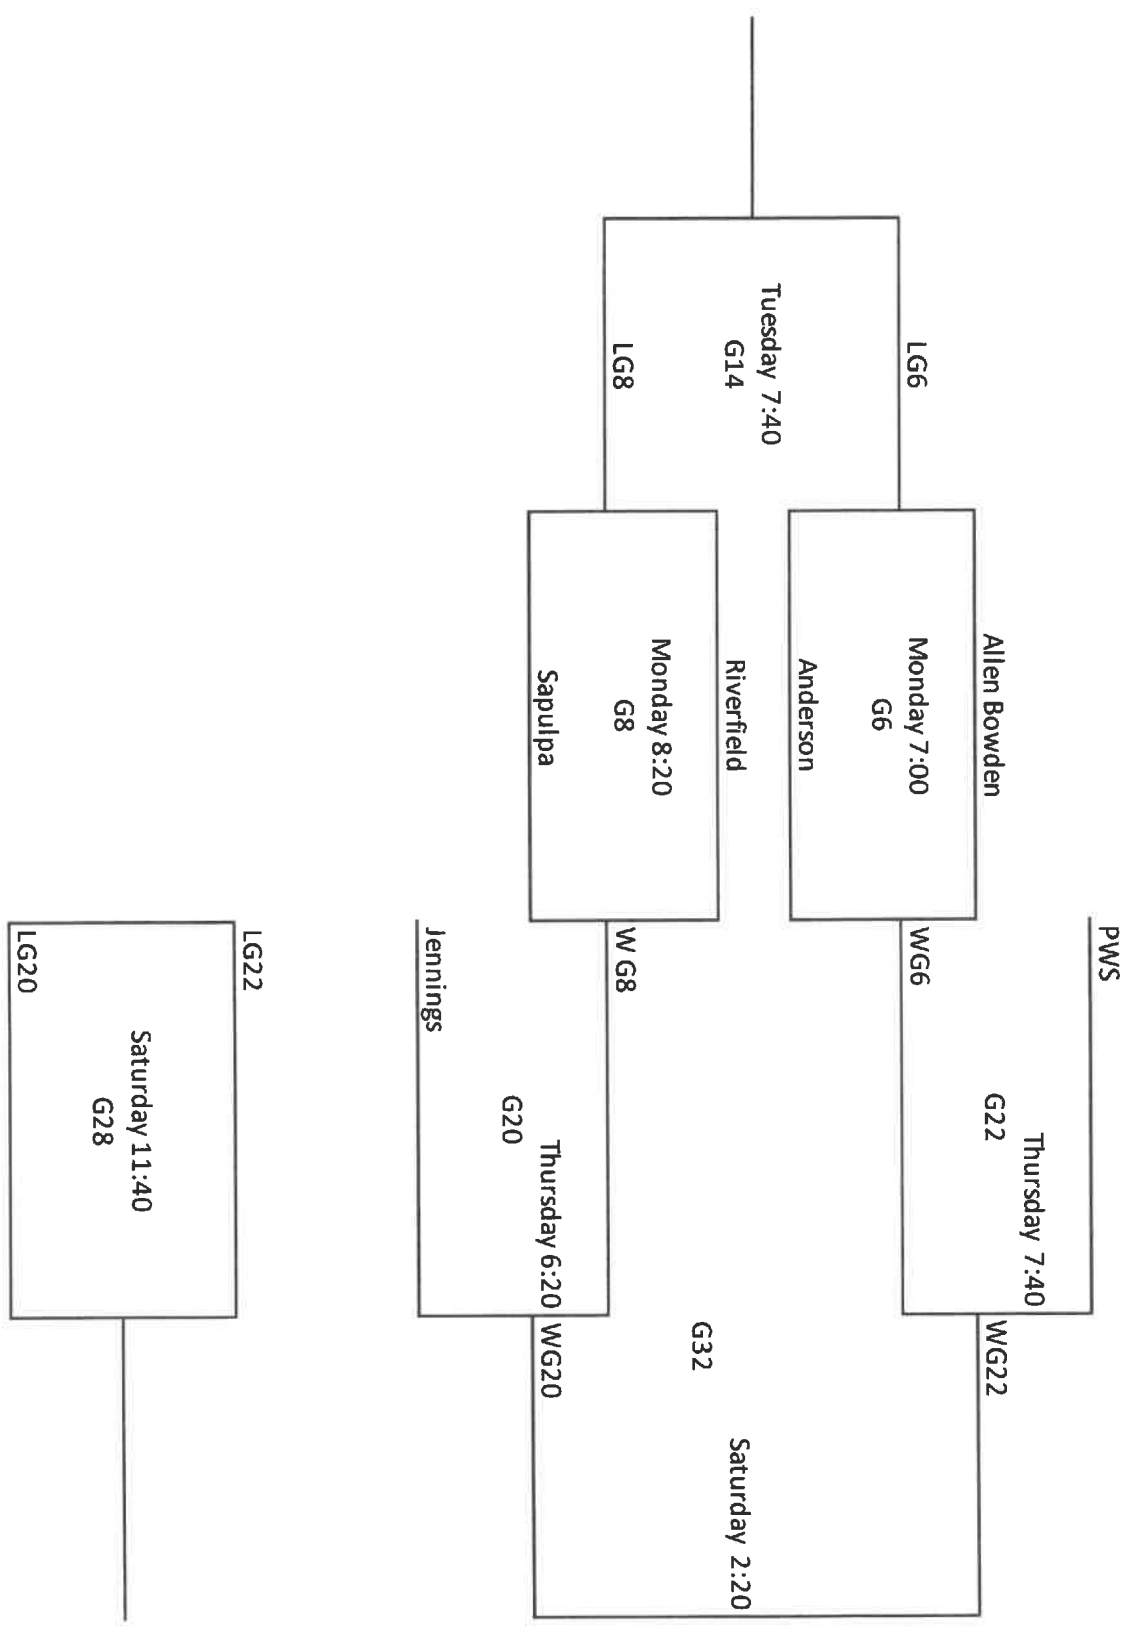 PWS
Thursday 7:40
G22
WG22
Allen Bowden
LG6
Monday 7:00
G6
WG6
Anderson
Tuesday 7:40
G14
G32
Saturday 2:20
Riverfield
LG8
Monday 8:20
G8
W G8
Sapulpa
Thursday 6:20
G20
WG20
Jennings
LG22
Saturday 11:40
G28
LG20